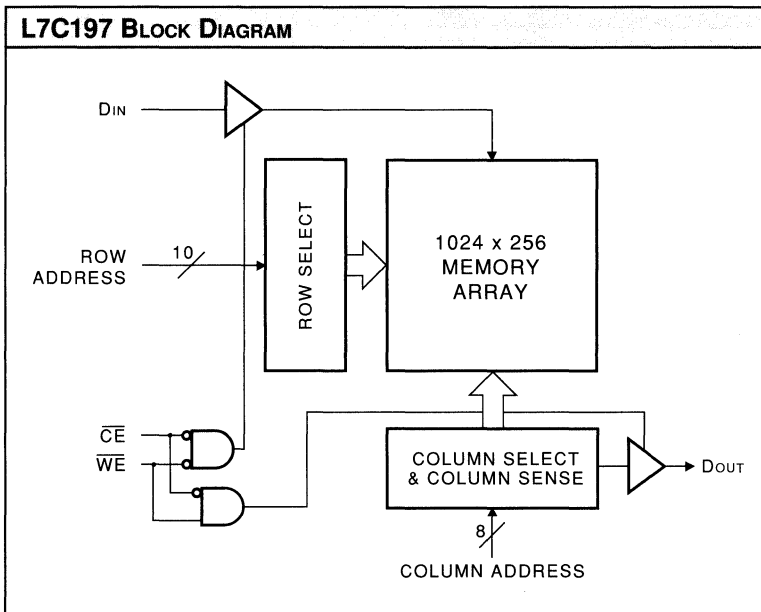 L7C197 BLOCK DIAGRAM
DIN
ROW
ADDRESS
10
ROW SELECT
1024 x 256
MEMORY
ARRAY
CE
WE
COLUMN SELECT
& COLUMN SENSE
DOUT
8
COLUMN ADDRESS